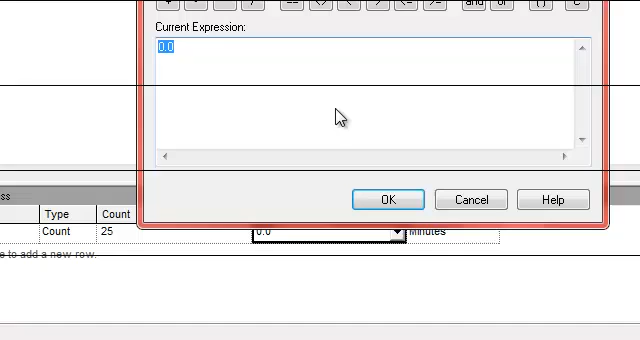 + - / == <> < > <= >= and or ( ) C
Current Expression:
0.0
OK Cancel Help
ss
Type Count
Count 25 0.0 Minutes
e to add a new row.